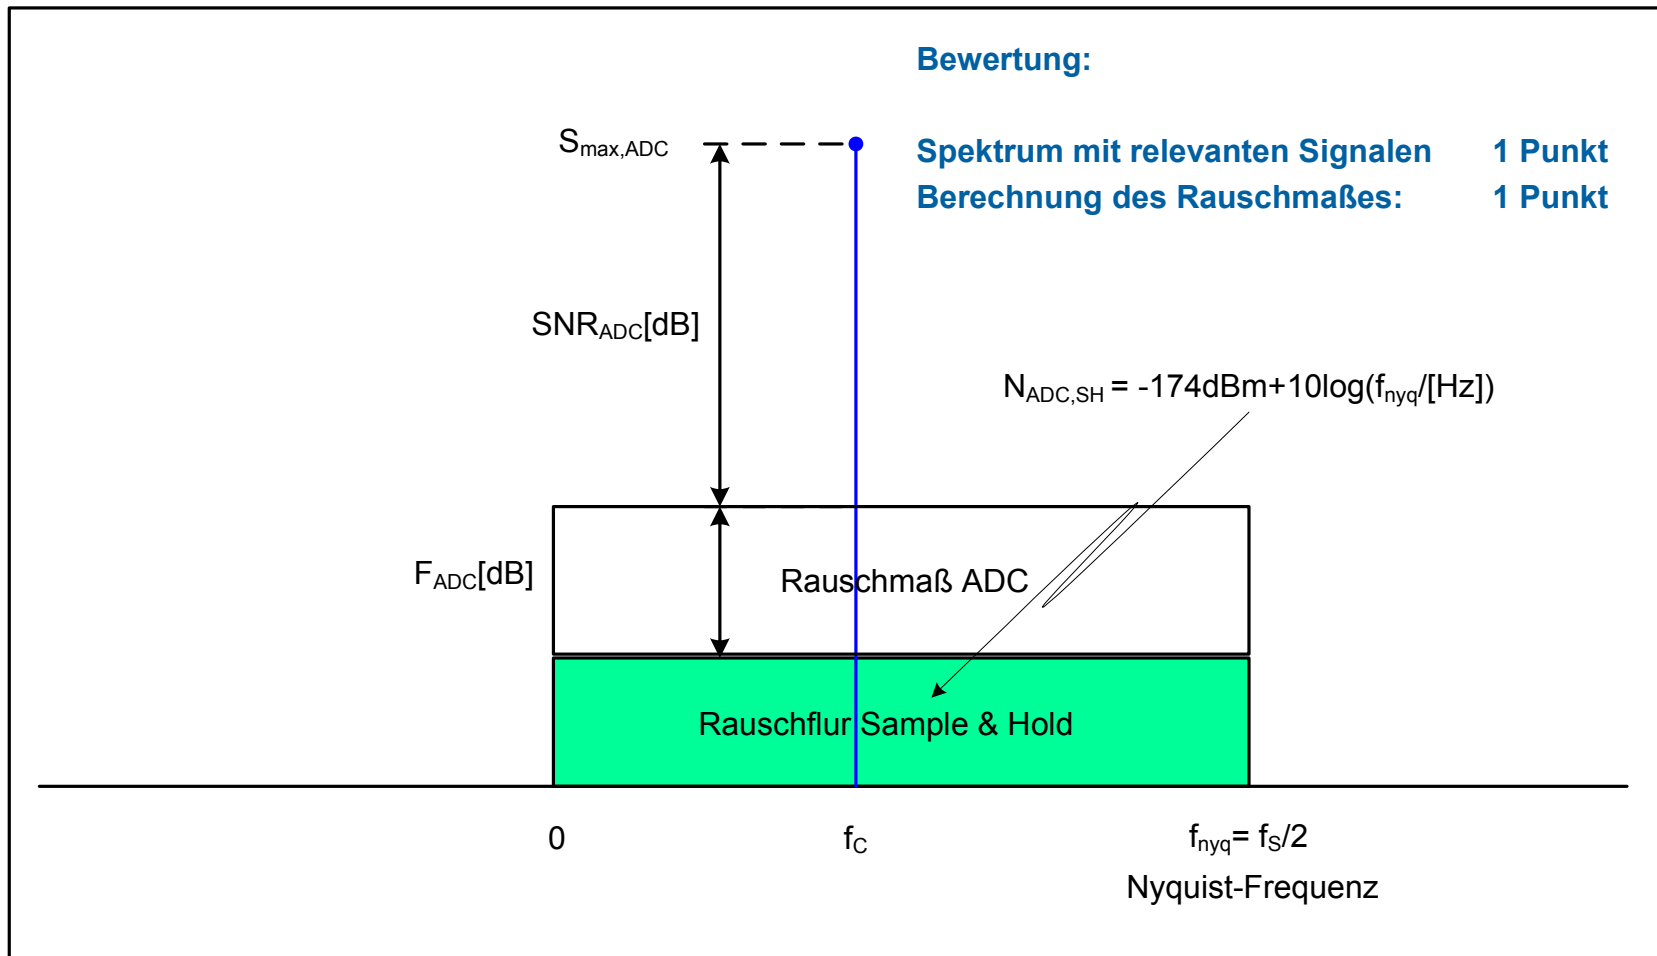 Bewertung:
S_max,ADC
Spektrum mit relevanten Signalen 1 Punkt
Berechnung des Rauschmaßes: 1 Punkt
SNR_ADC[dB]
N_ADC,SH = -174dBm+10log(f_nyq/[Hz])
F_ADC[dB]
Rauschmaß ADC
Rauschflur Sample & Hold
0
f_C
f_nyq= f_S/2
Nyquist-Frequenz